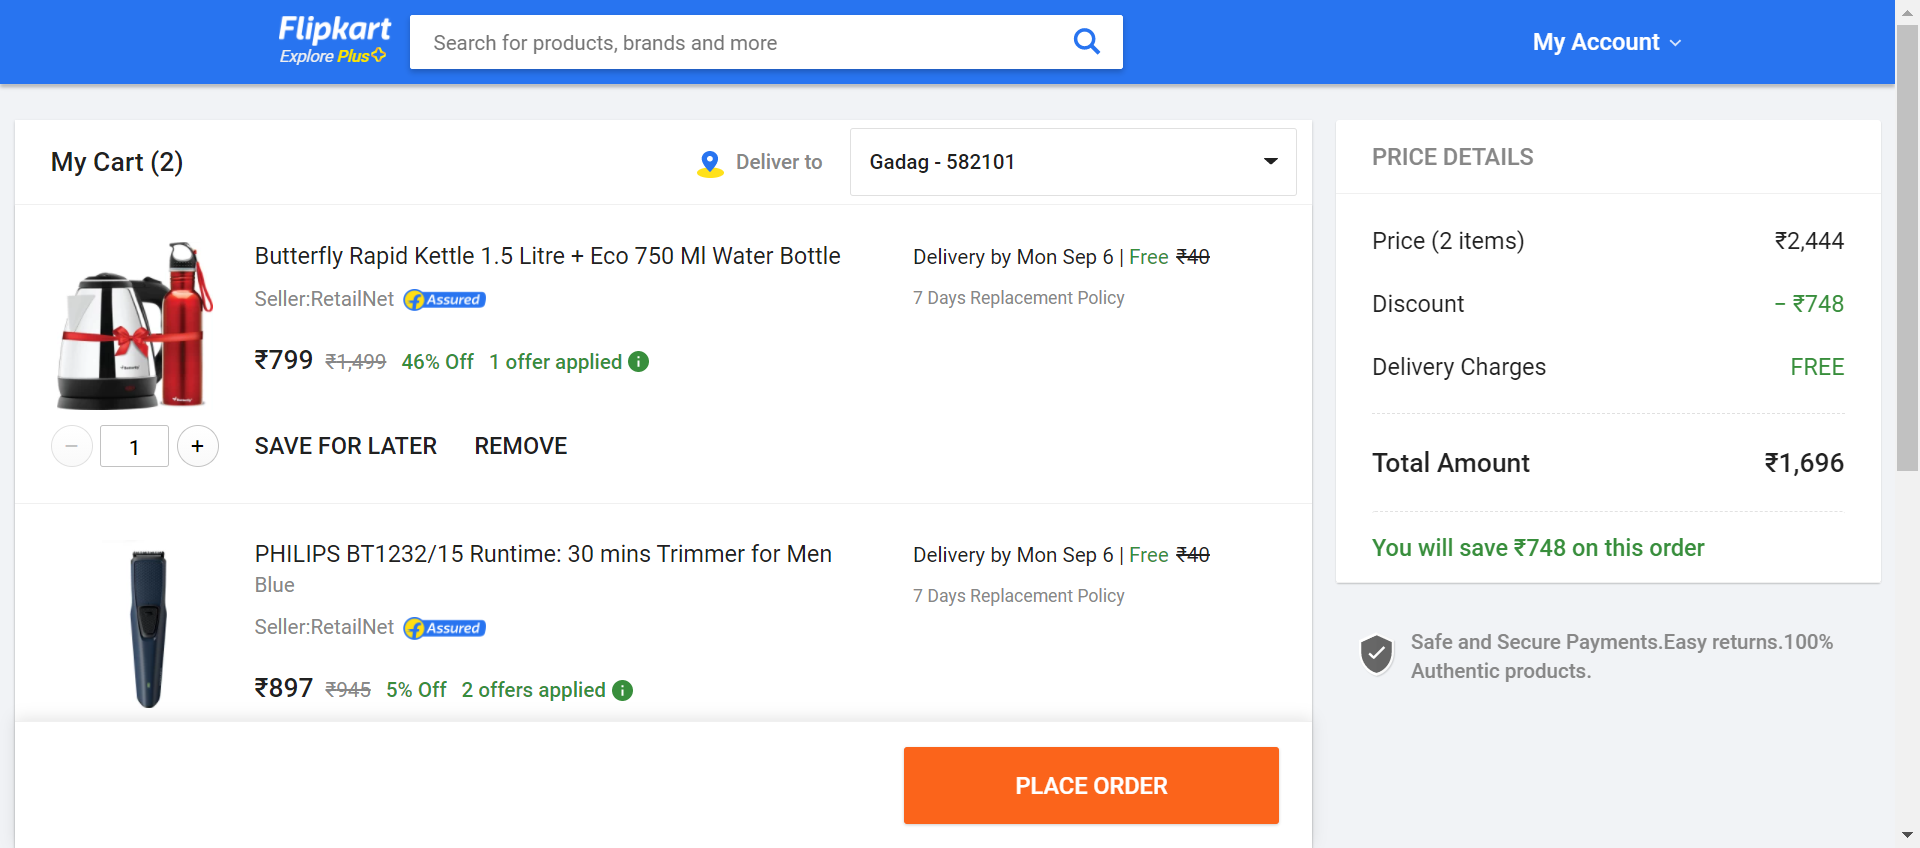 Flipkart
Explore Plus
Search for products, brands and more
My Account
My Cart (2)
Deliver to
Gadag - 582101
Butterfly Rapid Kettle 1.5 Litre + Eco 750 Ml Water Bottle
Seller:RetailNet
Assured
₹799 ₹1,499 46% Off 1 offer applied
Delivery by Mon Sep 6 | Free ₹40
7 Days Replacement Policy
1
SAVE FOR LATER
REMOVE
PHILIPS BT1232/15 Runtime: 30 mins Trimmer for Men
Blue
Seller:RetailNet
Assured
₹897 ₹945 5% Off 2 offers applied
Delivery by Mon Sep 6 | Free ₹40
7 Days Replacement Policy
PLACE ORDER
PRICE DETAILS
Price (2 items) ₹2,444
Discount − ₹748
Delivery Charges FREE
Total Amount ₹1,696
You will save ₹748 on this order
Safe and Secure Payments.Easy returns.100%
Authentic products.